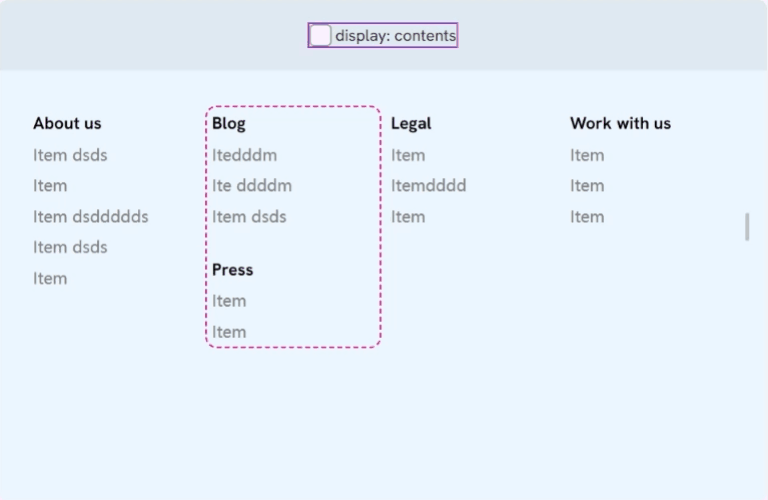 display: contents
About us
Item dsds
Item
Item dsddddds
Item dsds
Item
Blog
Itedddm
Ite ddddm
Item dsds
Press
Item
Item
Legal
Item
Itemdddd
Item
Work with us
Item
Item
Item